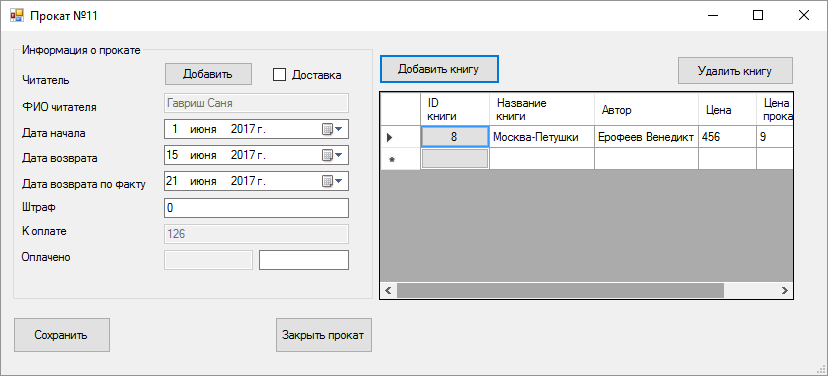 Прокат №11
Информация о прокате
Читатель
Добавить
Доставка
ФИО читателя
Гавриш Саня
Дата начала
1 июня 2017 г.
Дата возврата
15 июня 2017 г.
Дата возврата по факту
21 июня 2017 г.
Штраф
0
К оплате
126
Оплачено
Сохранить
Закрыть прокат
Добавить книгу
Удалить книгу
ID книги
Название книги
Автор
Цена
Цена прока
8
Москва-Петушки
Ерофеев Венедикт
456
9